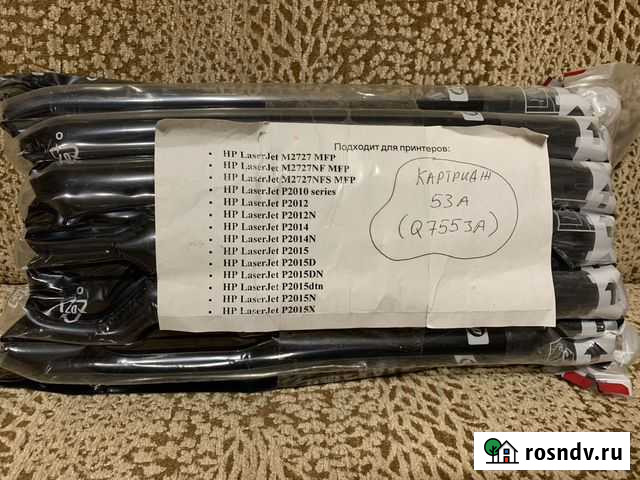 Подходит для принтеров:
HP LaserJet M2727 MFP
HP LaserJet M2727NF MFP
HP LaserJet M2727NFS MFP
HP LaserJet P2010 series
HP LaserJet P2012
HP LaserJet P2012N
HP LaserJet P2014
HP LaserJet P2014N
HP LaserJet P2015
HP LaserJet P2015D
HP LaserJet P2015DN
HP LaserJet P2015dtn
HP LaserJet P2015N
HP LaserJet P2015X
КАРТРИДЖ
53А
(Q7553A)
rosndv.ru